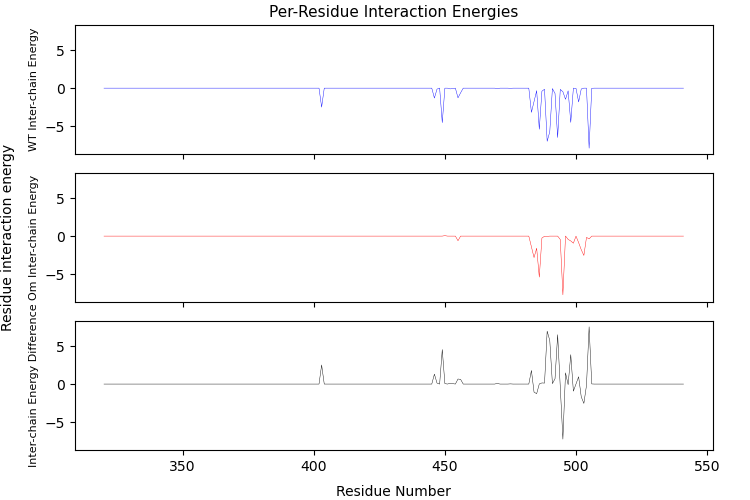 Per-Residue Interaction Energies
Residue interaction energy
WT Inter-chain Energy
5
0
−5
Om Inter-chain Energy
5
0
−5
Inter-chain Energy Difference
5
0
−5
350
400
450
500
550
Residue Number